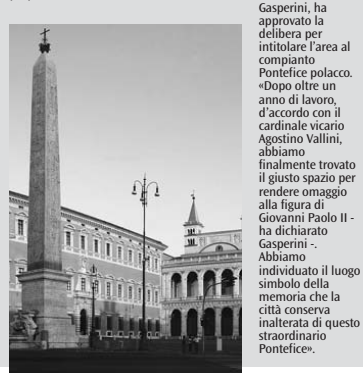 Gasperini, ha
approvato la
delibera per
intitolare l'area al
compianto
Pontefice polacco.
«Dopo oltre un
anno di lavoro,
d'accordo con il
cardinale vicario
Agostino Vallini,
abbiamo
finalmente trovato
il giusto spazio per
rendere omaggio
alla figura di
Giovanni Paolo II -
ha dichiarato
Gasperini -.
Abbiamo
individuato il luogo
simbolo della
memoria che la
città conserva
inalterata di questo
straordinario
Pontefice».